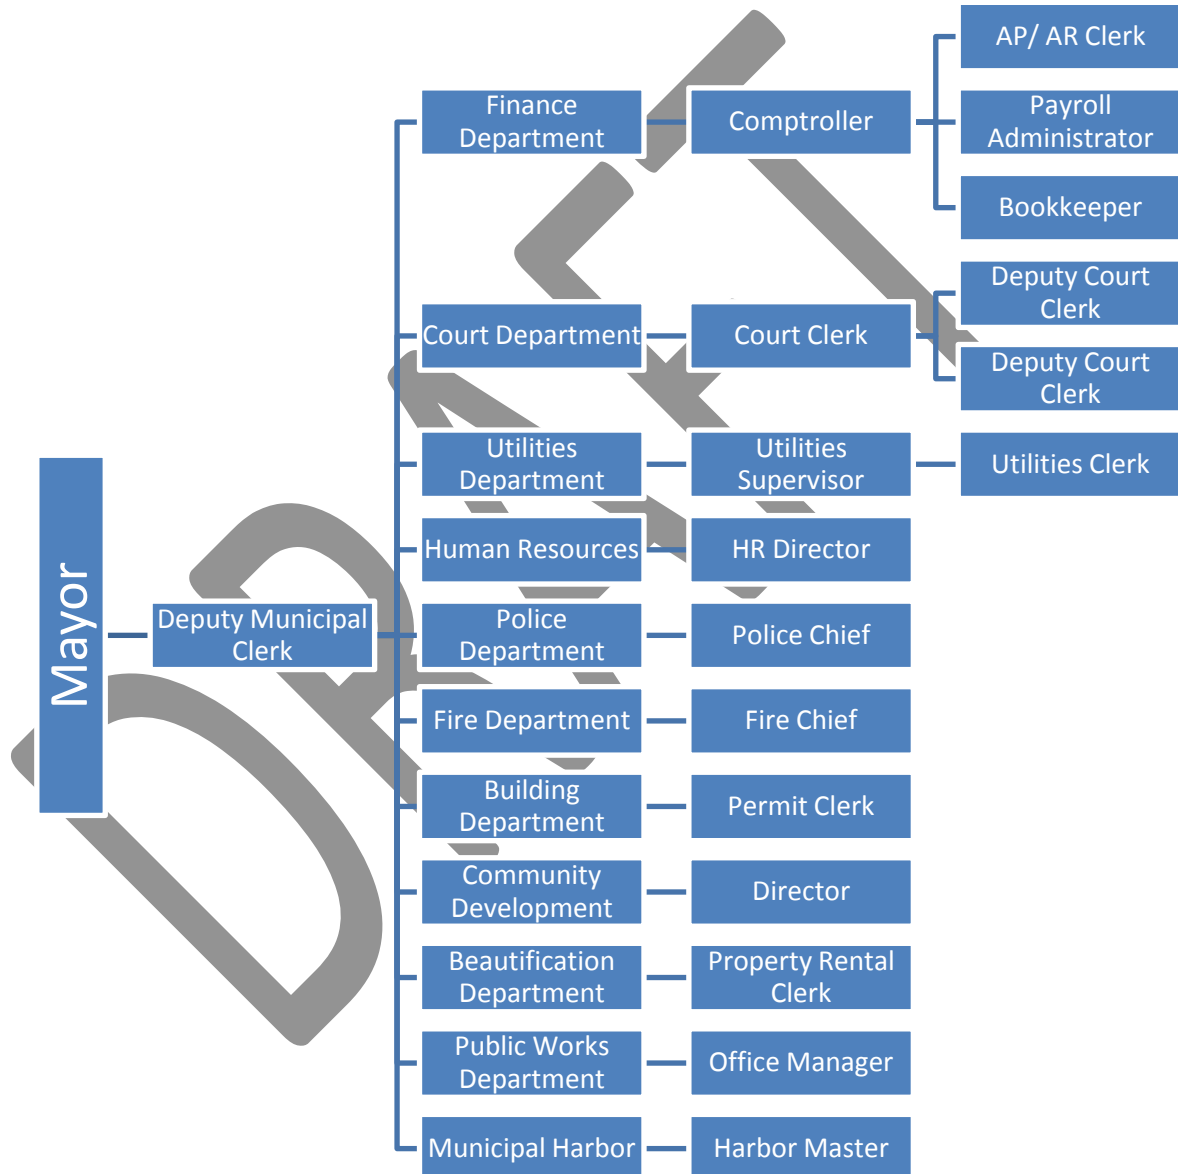 AP/ AR Clerk
Finance
Department
Comptroller
Payroll
Administrator
Bookkeeper
Deputy Court
Clerk
Court Department
Court Clerk
Deputy Court
Clerk
Utilities
Department
Utilities
Supervisor
Utilities Clerk
Human Resources
HR Director
Mayor
Deputy Municipal
Clerk
Police
Department
Police Chief
Fire Department
Fire Chief
Building
Department
Permit Clerk
Community
Development
Director
Beautification
Department
Property Rental
Clerk
Public Works
Department
Office Manager
Municipal Harbor
Harbor Master
DRAFT